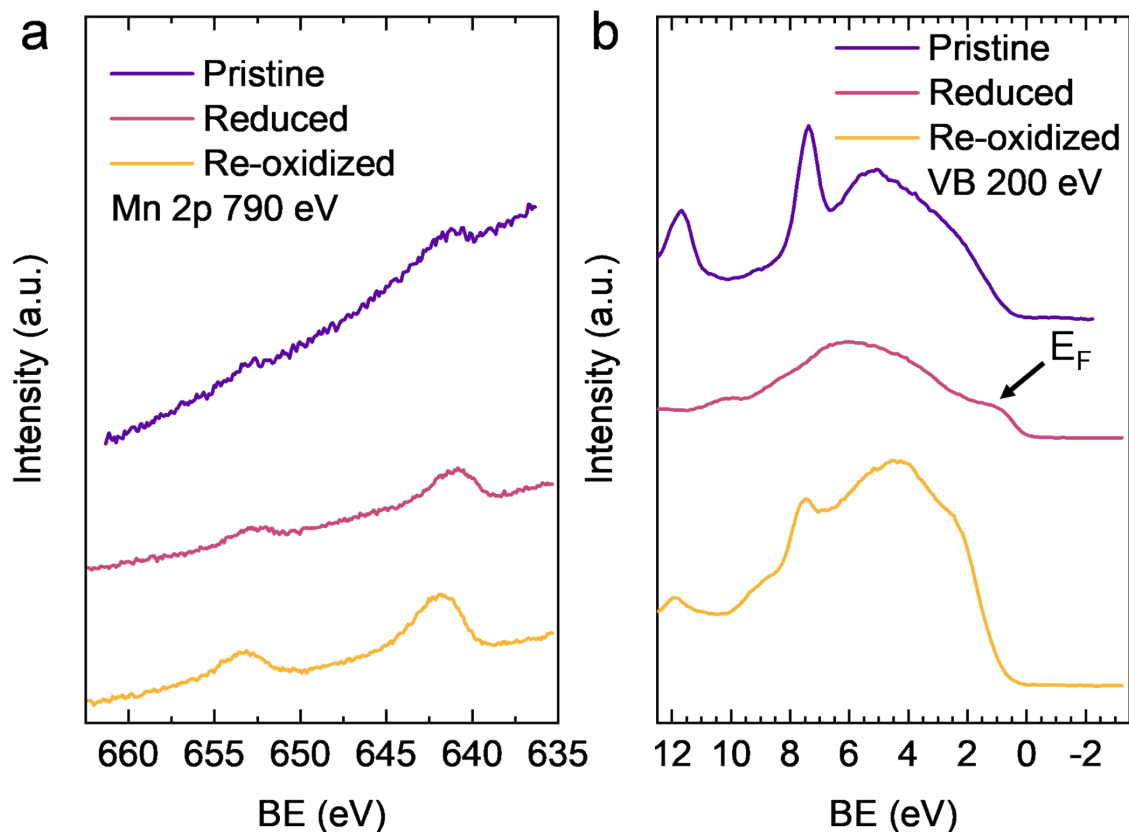 a
Pristine
Reduced
Re-oxidized
Mn 2p 790 eV
Intensity (a.u.)
660 655 650 645 640 635
BE (eV)
b
Pristine
Reduced
Re-oxidized
VB 200 eV
E_F
Intensity (a.u.)
12 10 8 6 4 2 0 -2
BE (eV)